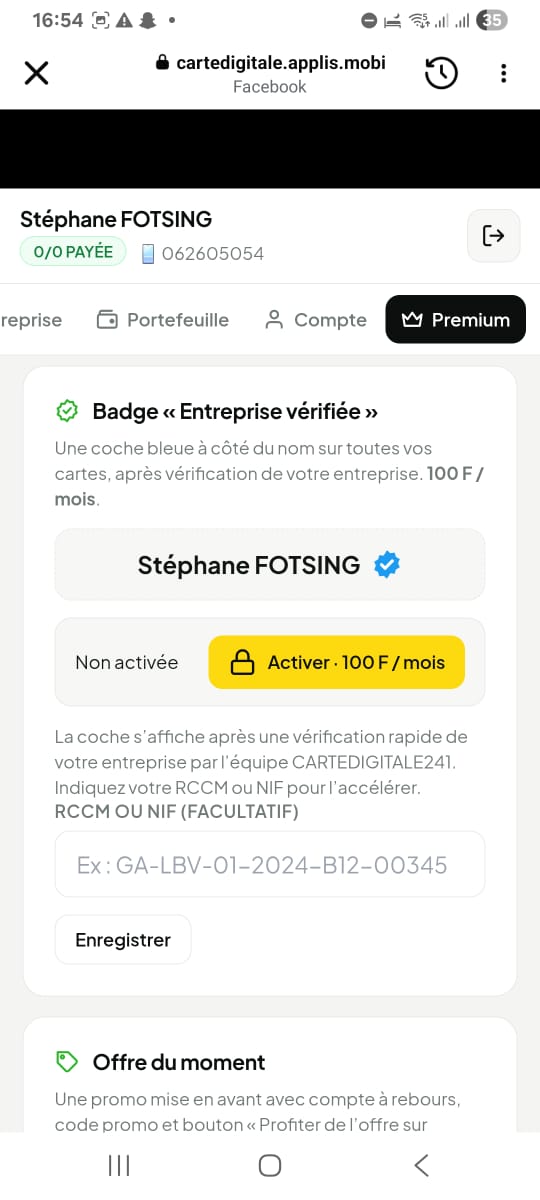 16:54
35
cartedigitale.applis.mobi
Facebook
Stéphane FOTSING
0/0 PAYÉE
062605054
reprise
Portefeuille
Compte
Premium
Badge « Entreprise vérifiée »
Une coche bleue à côté du nom sur toutes vos
cartes, après vérification de votre entreprise. 100 F /
mois.
Stéphane FOTSING
Non activée
Activer · 100 F / mois
La coche s’affiche après une vérification rapide de
votre entreprise par l’équipe CARTEDIGITALE241.
Indiquez votre RCCM ou NIF pour l’accélérer.
RCCM OU NIF (FACULTATIF)
Ex : GA-LBV-01-2024-B12-00345
Enregistrer
Offre du moment
Une promo mise en avant avec compte à rebours,
code promo et bouton « Profiter de l’offre sur